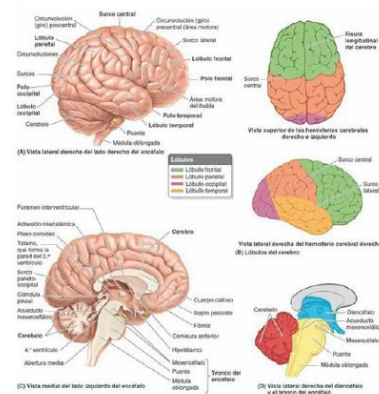 Surco central
Circunvolución
(giro) poscentral
Circunvolución (giro)
precentral (línea motora)
Lóbulo
parietal
Surco lateral
Circunvoluciones
Lóbulo frontal
Surcos
Polo frontal
Polo
occipital
Área motora
del habla
Lóbulo
occipital
Polo temporal
Cerebelo
Lóbulo temporal
Puente
Médula oblongada
(A) Vista lateral derecha del lado derecho del encéfalo
Fisura
longitudinal
del cerebro
Surco
central
Vista superior de los hemisferios cerebrales
derecho e izquierdo
Lóbulos
Lóbulo frontal
Lóbulo parietal
Lóbulo occipital
Lóbulo temporal
Surco central
Surco
lateral
Vista lateral derecha del hemisferio cerebral derecho
(B) Lóbulos del cerebro
Foramen interventricular
Adhesión intertalámica
Plexo coroideo
Cerebro
Tálamo,
que forma la
pared del 3.er
ventrículo
Surco
parieto-
occipital
Glándula
pineal
Acueducto
mesencefálico
Cuerpo calloso
Septo pelúcido
Fórnix
Cerebelo
Comisura anterior
4.º ventrículo
Hipotálamo
Abertura media
Mesencéfalo
Puente
Médula
oblongada
Tronco del
encéfalo
(C) Vista medial del lado izquierdo del encéfalo
Cerebelo
Diencéfalo
Acueducto
mesencefálico
Mesencéfalo
Puente
Médula oblongada
(D) Vista lateral derecha del diencéfalo
y el tronco del encéfalo